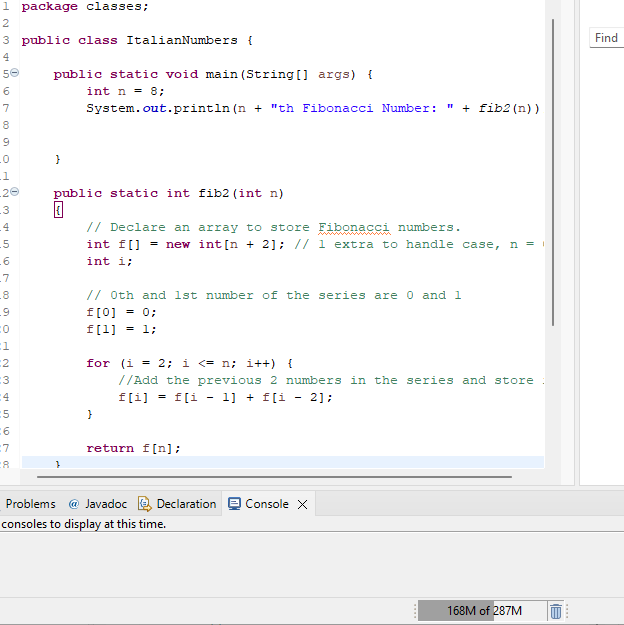 1 package classes;
2
3 public class ItalianNumbers {
4
5 public static void main(String[] args) {
6 int n = 8;
7 System.out.println(n + "th Fibonacci Number: " + fib2(n))
8
9
0 }
1
2 public static int fib2(int n)
3 {
4 // Declare an array to store Fibonacci numbers.
5 int f[] = new int[n + 2]; // 1 extra to handle case, n =
6 int i;
7
8 // 0th and 1st number of the series are 0 and 1
9 f[0] = 0;
0 f[1] = 1;
1
2 for (i = 2; i <= n; i++) {
3 //Add the previous 2 numbers in the series and store
4 f[i] = f[i - 1] + f[i - 2];
5 }
6
7 return f[n];
8 }
Find
Problems @ Javadoc Declaration Console
consoles to display at this time.
168M of 287M